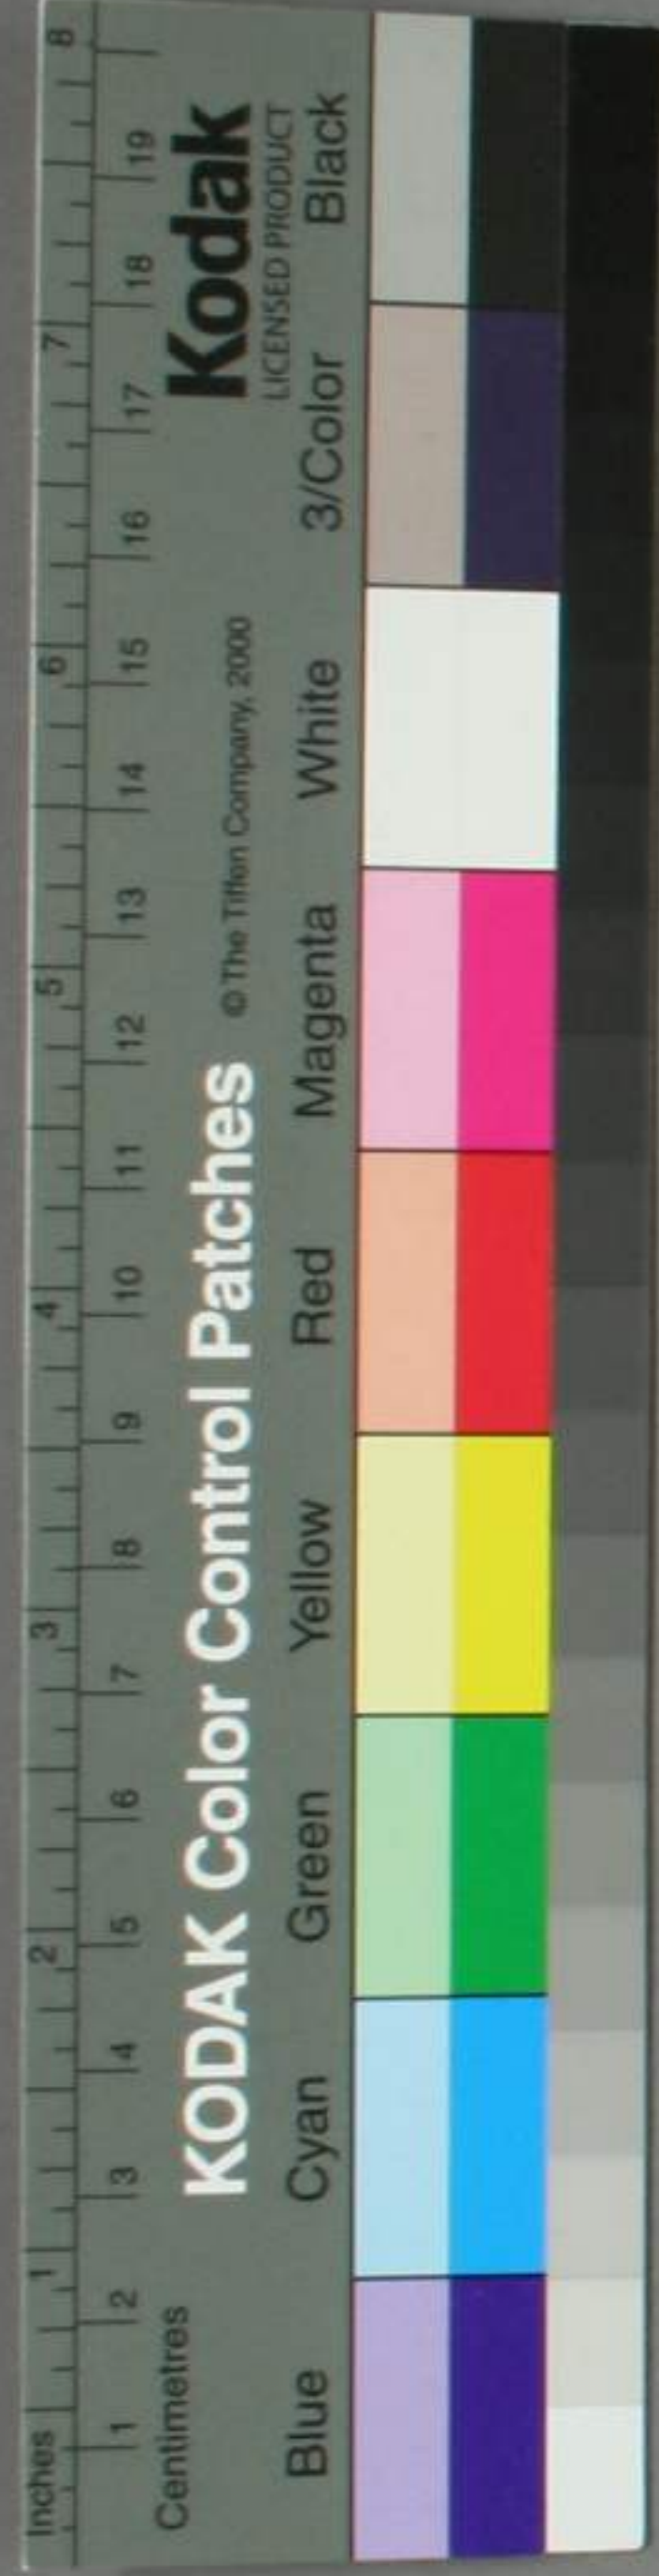 Inches 1 2 3 4 5 6 7 8
1 2 3 4 5 6 7 8 9 10 11 12 13 14 15 16 17 18 19
Centimetres
KODAK Color Control Patches
© The Tiffen Company, 2000
Kodak
LICENSED PRODUCT
Blue Cyan Green Yellow Red Magenta White 3/Color Black